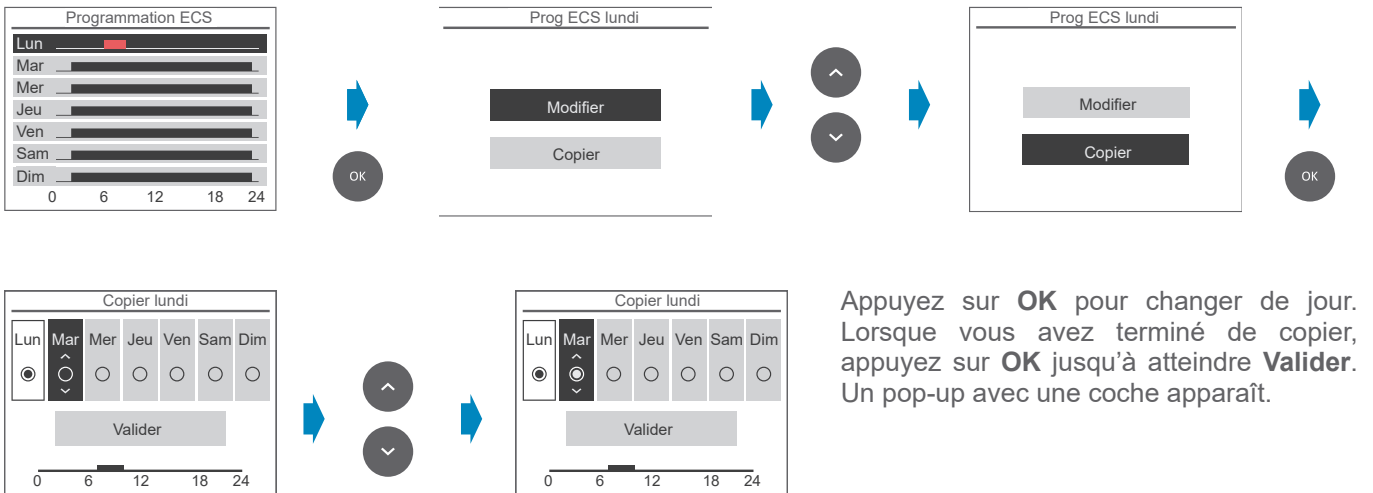 Programmation ECS
Lun
Mar
Mer
Jeu
Ven
Sam
Dim
0 6 12 18 24
OK
Prog ECS lundi
Modifier
Copier
Prog ECS lundi
Modifier
Copier
OK
Copier lundi
Lun Mar Mer Jeu Ven Sam Dim
Valider
0 6 12 18 24
Copier lundi
Lun Mar Mer Jeu Ven Sam Dim
Valider
0 6 12 18 24
Appuyez sur OK pour changer de jour.
Lorsque vous avez terminé de copier,
appuyez sur OK jusqu’à atteindre Valider.
Un pop-up avec une coche apparaît.